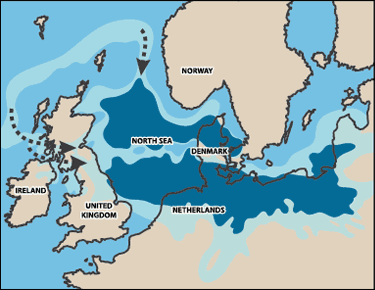 NORWAY
NORTH SEA
DENMARK
IRELAND
UNITED
KINGDOM
NETHERLANDS